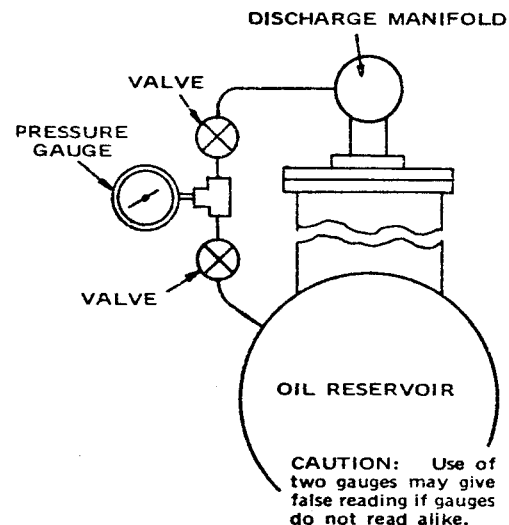 DISCHARGE MANIFOLD
VALVE
PRESSURE
GAUGE
VALVE
OIL RESERVOIR
CAUTION: Use of
two gauges may give
false reading if gauges
do not read alike.